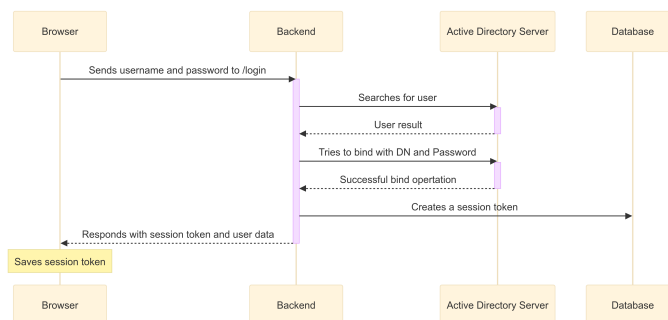 Browser
Backend
Active Directory Server
Database
Sends username and password to /login
Searches for user
User result
Tries to bind with DN and Password
Successful bind opertation
Creates a session token
Responds with session token and user data
Saves session token
Browser
Backend
Active Directory Server
Database